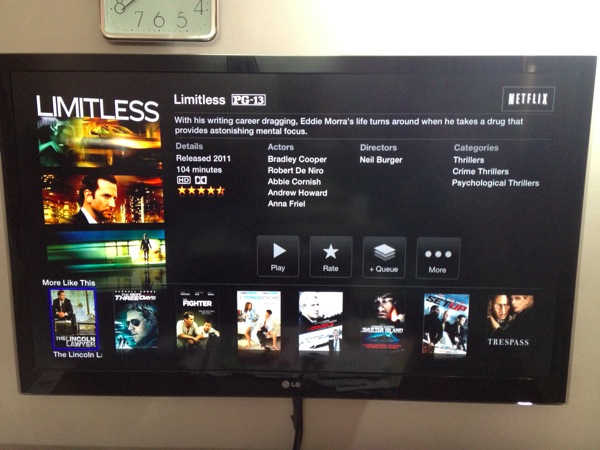 8
7
6
5
4
LIMITLESS
Limitless PG-13
NETFLIX
With his writing career dragging, Eddie Morra's life turns around when he takes a drug that
provides astonishing mental focus.
Details
Released 2011
104 minutes
HD
Actors
Bradley Cooper
Robert De Niro
Abbie Cornish
Andrew Howard
Anna Friel
Directors
Neil Burger
Categories
Thrillers
Crime Thrillers
Psychological Thrillers
Play
Rate
+ Queue
More
More Like This
THE LINCOLN
LAWYER
THE NEXT
THREE DAYS
THE
FIGHTER
SHUTTER ISLAND
SETUP
TRESPASS
The Lincoln L
LG